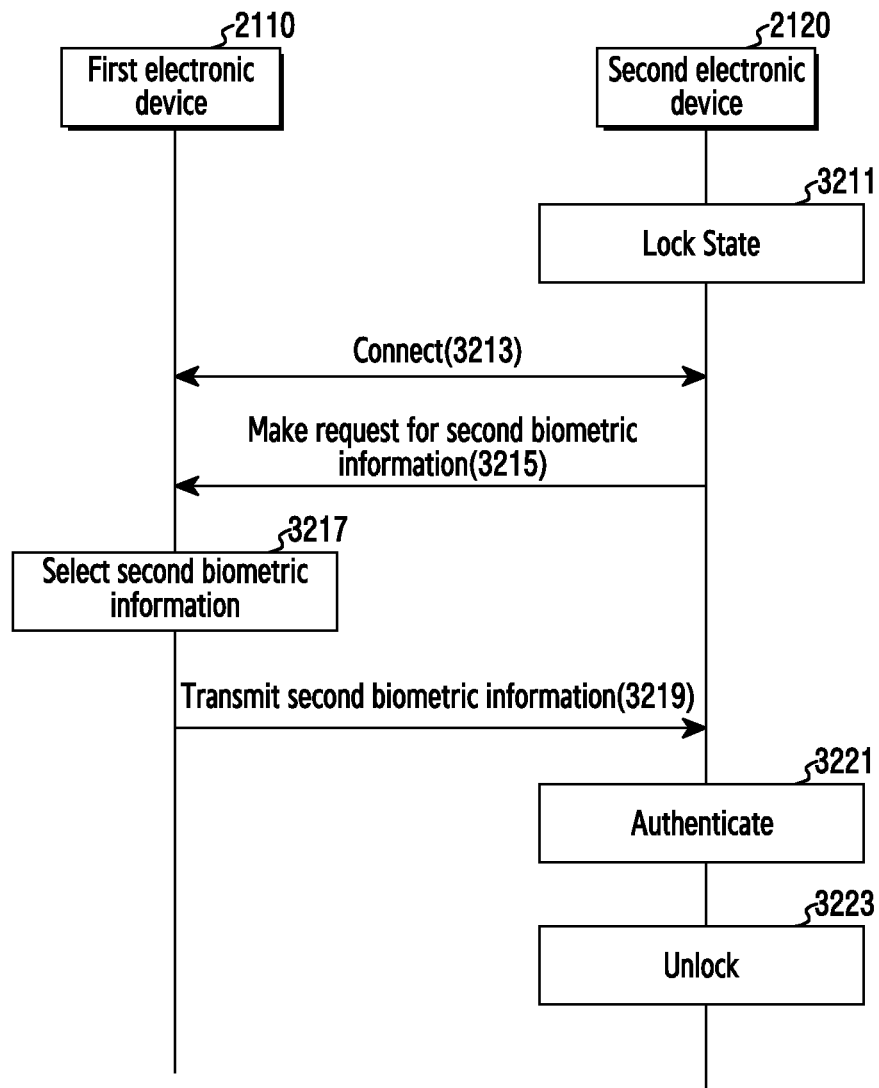 2110
2120
First electronic
device
Second electronic
device
3211
Lock State
Connect(3213)
Make request for second biometric
information(3215)
3217
Select second biometric
information
Transmit second biometric information(3219)
3221
Authenticate
3223
Unlock